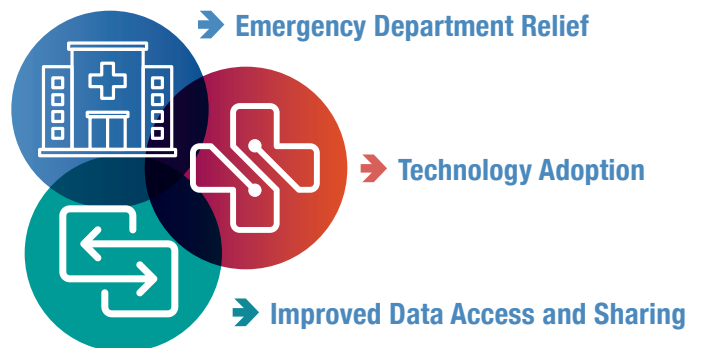 Emergency Department Relief
Technology Adoption
Improved Data Access and Sharing